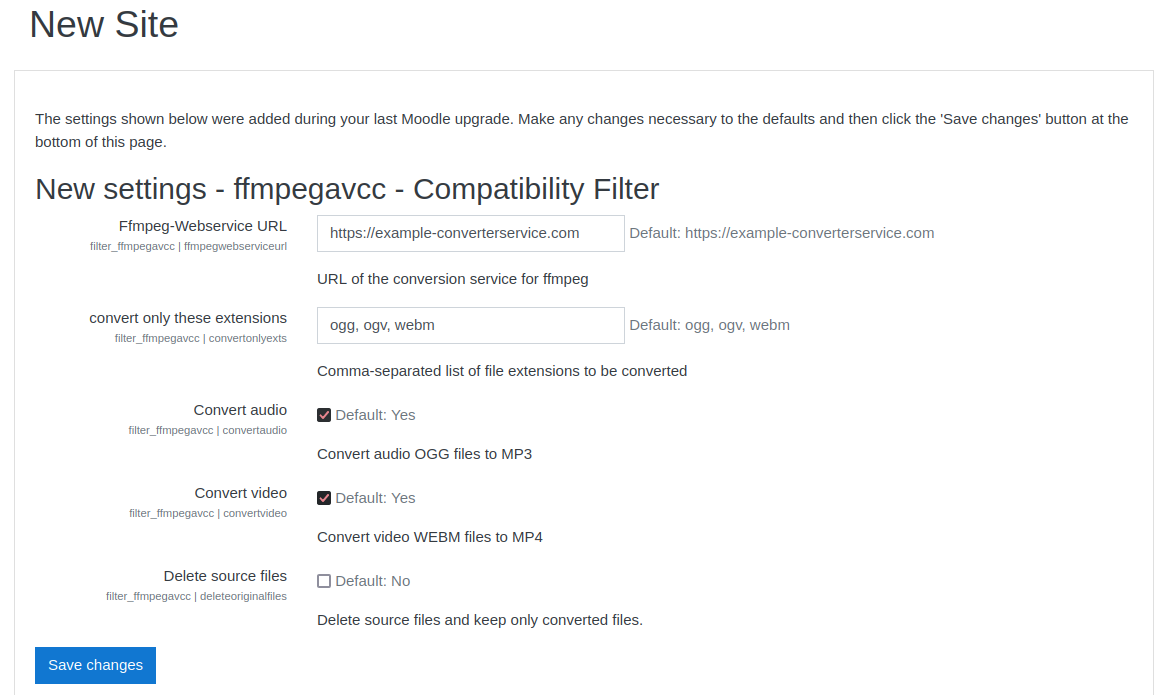 New Site
The settings shown below were added during your last Moodle upgrade. Make any changes necessary to the defaults and then click the 'Save changes' button at the
bottom of this page.
New settings - ffmpegavcc - Compatibility Filter
Ffmpeg-Webservice URL
filter_ffmpegavcc | ffmpegwebserviceurl
https://example-converterservice.com Default: https://example-converterservice.com
URL of the conversion service for ffmpeg
convert only these extensions
filter_ffmpegavcc | convertonlyexts
ogg, ogv, webm Default: ogg, ogv, webm
Comma-separated list of file extensions to be converted
Convert audio
filter_ffmpegavcc | convertaudio
Default: Yes
Convert audio OGG files to MP3
Convert video
filter_ffmpegavcc | convertvideo
Default: Yes
Convert video WEBM files to MP4
Delete source files
filter_ffmpegavcc | deleteoriginalfiles
Default: No
Delete source files and keep only converted files.
Save changes